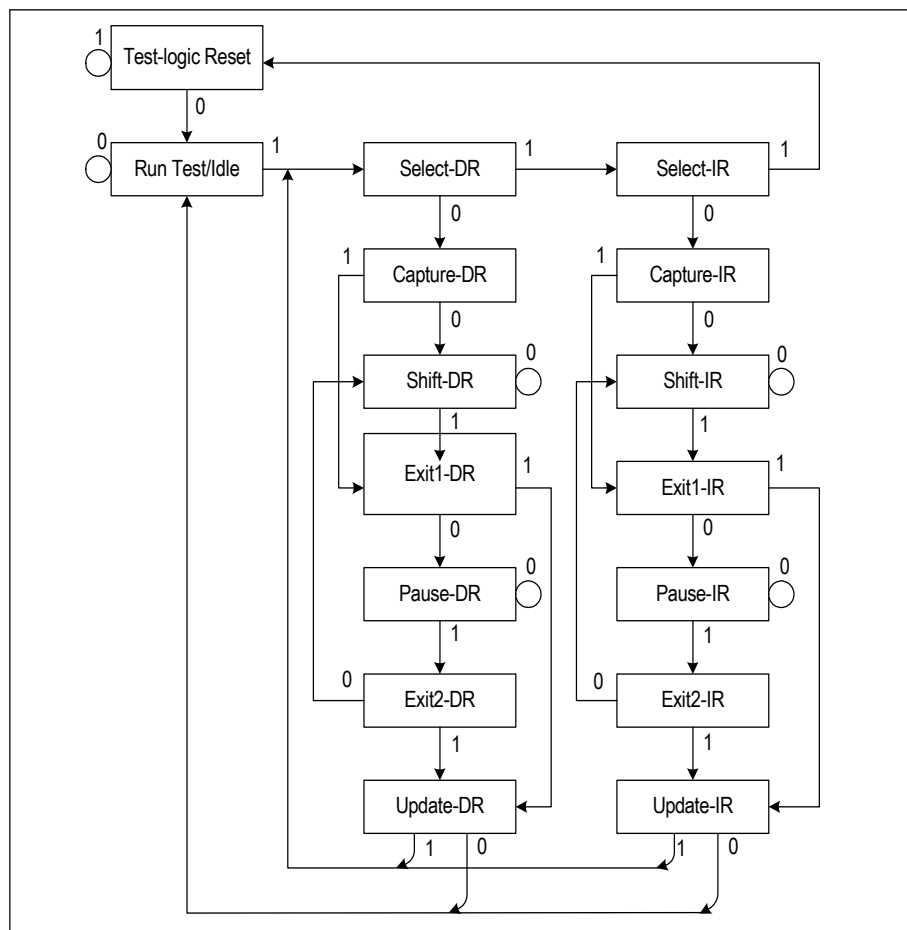 1
Test-logic Reset
0
0
Run Test/Idle
1
Select-DR
1
Select-IR
1
0
0
1
Capture-DR
1
Capture-IR
0
0
Shift-DR
0
Shift-IR
0
1
1
Exit1-DR
1
Exit1-IR
1
0
0
Pause-DR
0
Pause-IR
0
1
1
0
Exit2-DR
0
Exit2-IR
1
1
Update-DR
Update-IR
1
0
1
0